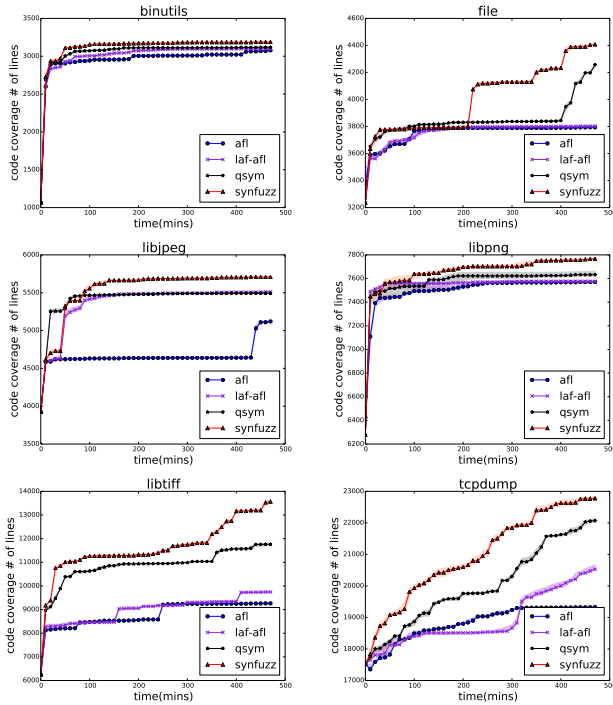 binutils
code coverage # of lines
3500
3000
2500
2000
1500
1000
0
100
200
300
400
500
time(mins)
afl
laf-afl
qsym
synfuzz
file
code coverage # of lines
4600
4400
4200
4000
3800
3600
3400
3200
0
100
200
300
400
500
time(mins)
afl
laf-afl
qsym
synfuzz
libjpeg
code coverage # of lines
6000
5500
5000
4500
4000
3500
0
100
200
300
400
500
time(mins)
afl
laf-afl
qsym
synfuzz
libpng
code coverage # of lines
7800
7600
7400
7200
7000
6800
6600
6400
6200
0
100
200
300
400
500
time(mins)
afl
laf-afl
qsym
synfuzz
libtiff
code coverage # of lines
14000
13000
12000
11000
10000
9000
8000
7000
6000
0
100
200
300
400
500
time(mins)
afl
laf-afl
qsym
synfuzz
tcpdump
code coverage # of lines
23000
22000
21000
20000
19000
18000
17000
0
100
200
300
400
500
time(mins)
afl
laf-afl
qsym
synfuzz